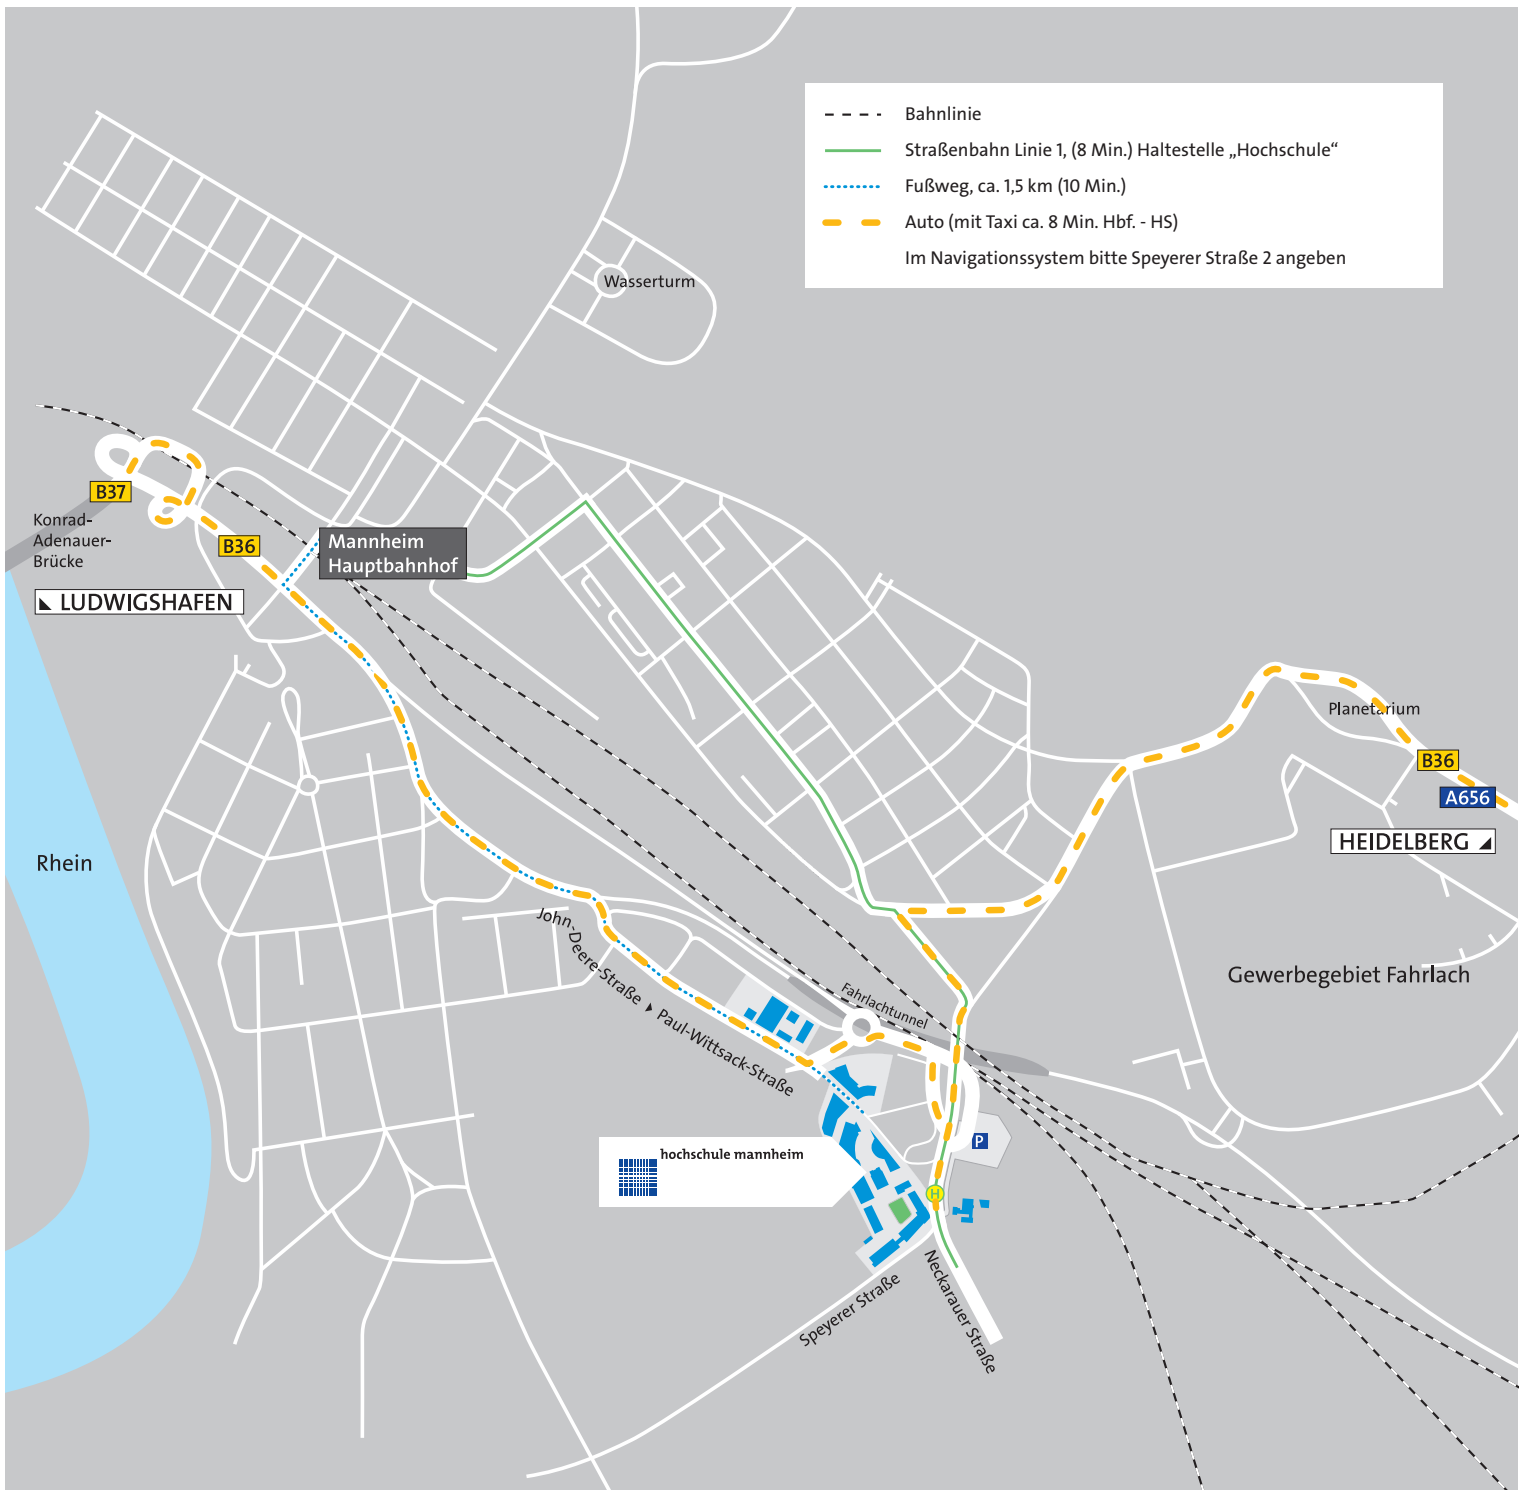 Bahnlinie
Straßenbahn Linie 1, (8 Min.) Haltestelle „Hochschule“
Fußweg, ca. 1,5 km (10 Min.)
Auto (mit Taxi ca. 8 Min. Hbf. - HS)
Im Navigationssystem bitte Speyerer Straße 2 angeben
Wasserturm
B37
Konrad-
Adenauer-
Brücke
B36
Mannheim
Hauptbahnhof
LUDWIGSHAFEN
Planetarium
B36
A656
HEIDELBERG
Rhein
John-Deere-Straße
Paul-Wittsack-Straße
Fahrlachtunnel
Gewerbegebiet Fahrlach
P
hochschule mannheim
H
Speyerer Straße
Neckarauer Straße